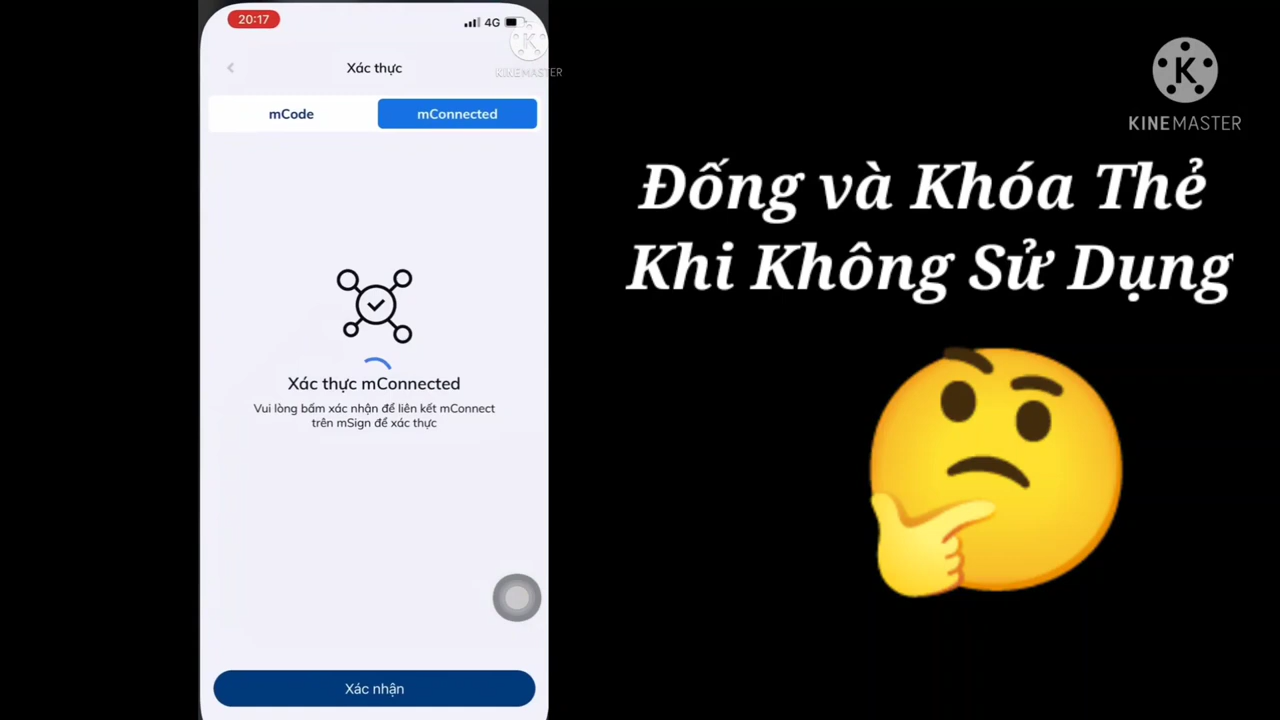 20:17
4G
Xác thực
mCode
mConnected
Xác thực mConnected
Vui lòng bấm xác nhận để liên kết mConnect
trên mSign để xác thực
Xác nhận
K
KINEMASTER
K
KINEMASTER
Đống và Khóa Thẻ
Khi Không Sử Dụng